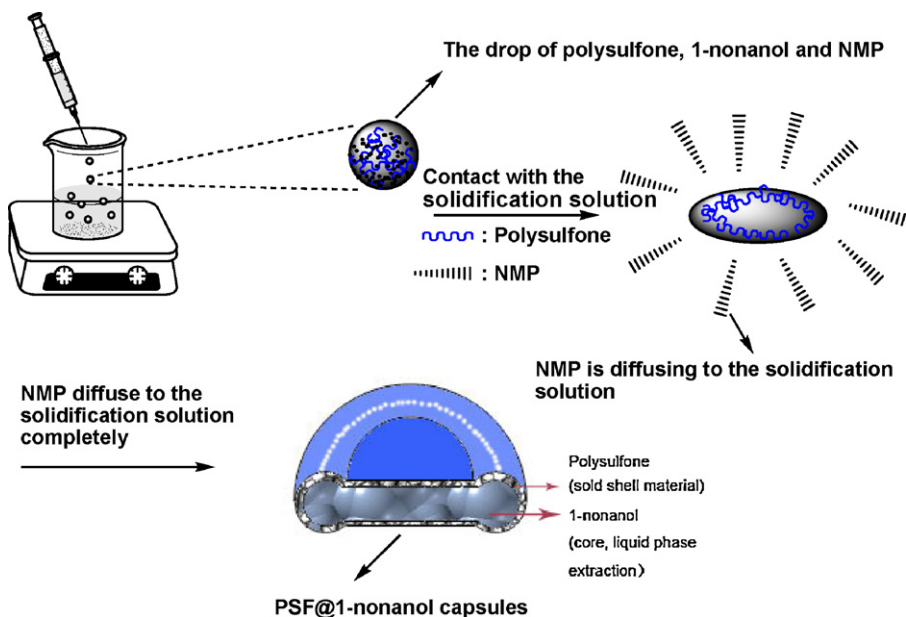 The drop of polysulfone, 1-nonanol and NMP
Contact with the
solidification solution
: Polysulfone
: NMP
NMP is diffusing to the solidification
solution
NMP diffuse to the
solidification solution
completely
Polysulfone
(sold shell material)
1-nonanol
(core, liquid phase
extraction)
PSF@1-nonanol capsules